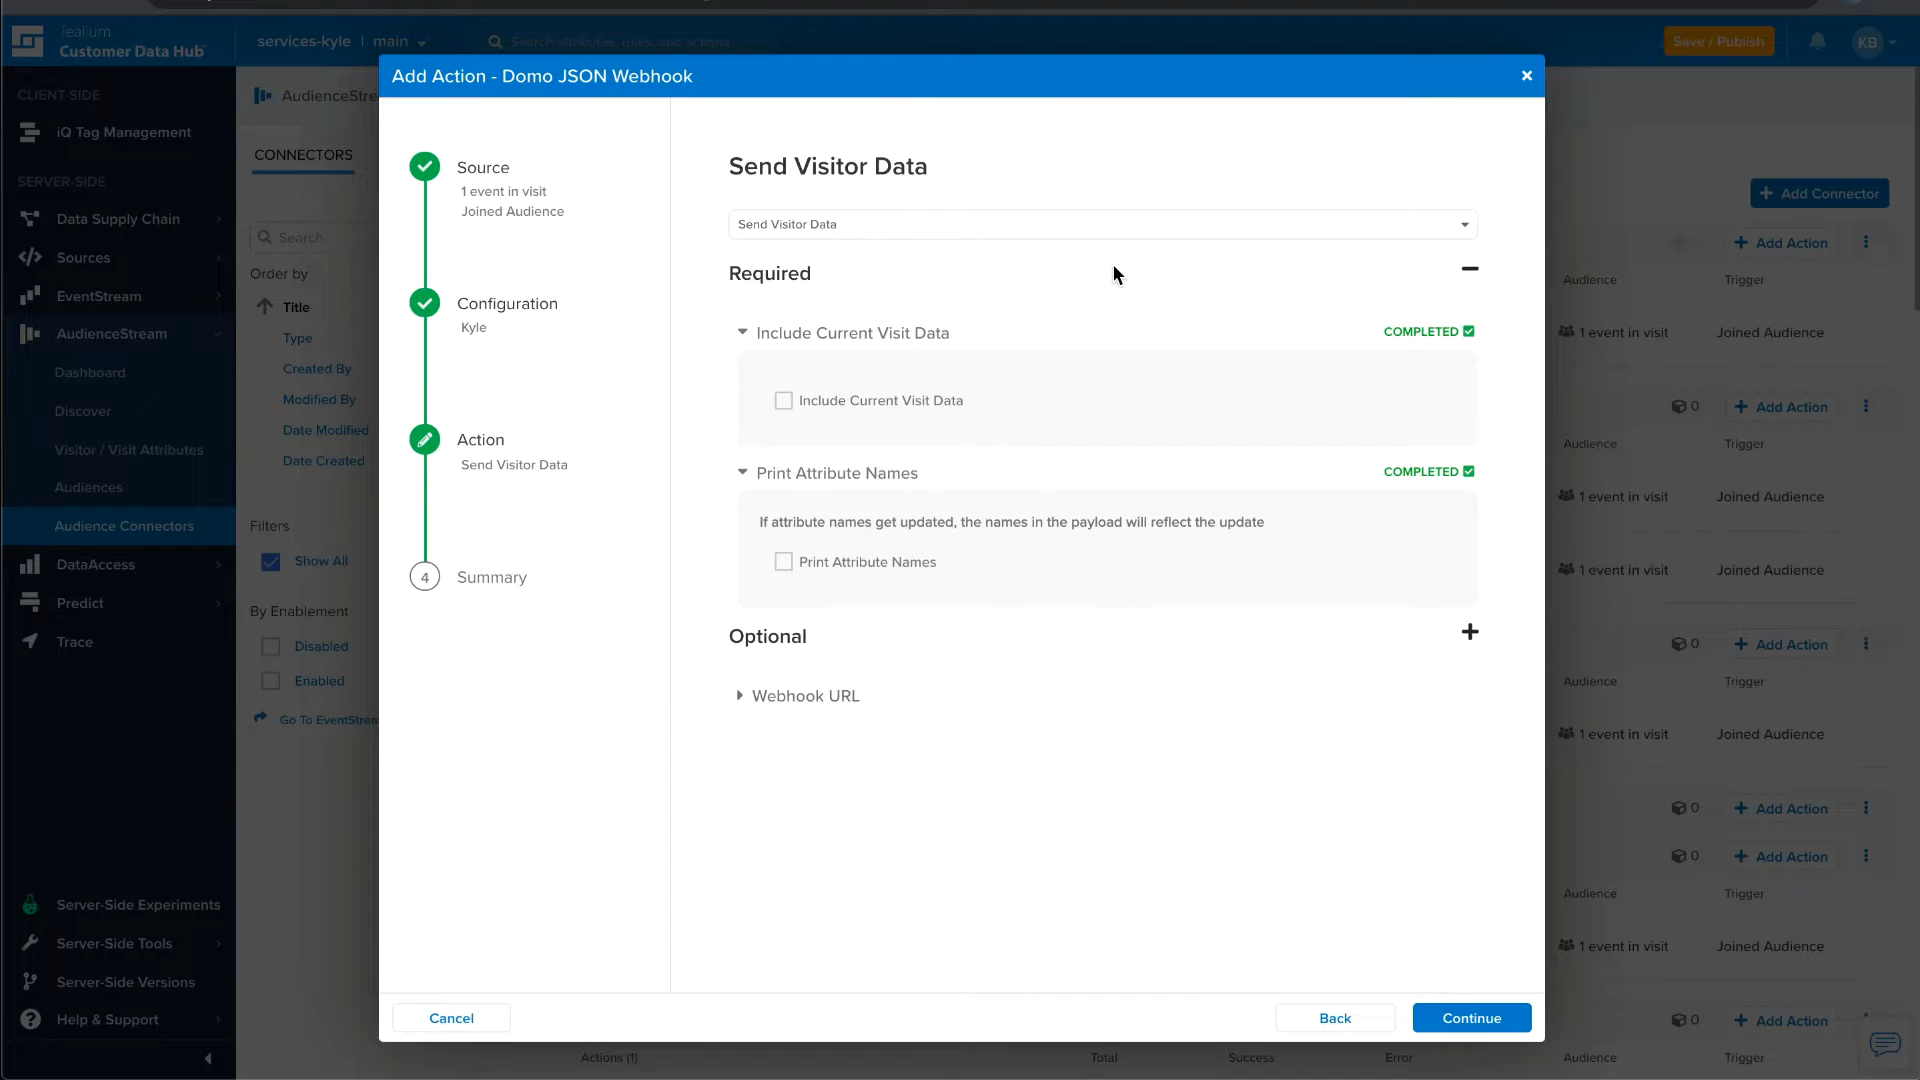 Tealium
Customer Data Hub
services-kyle | main
Search attributes, rules, and actions...
Save / Publish
KB
Add Action - Domo JSON Webhook
×
CLIENT-SIDE
iQ Tag Management
SERVER-SIDE
Data Supply Chain
Sources
EventStream
AudienceStream
Dashboard
Discover
Visitor / Visit Attributes
Audiences
Audience Connectors
DataAccess
Predict
Trace
Server-Side Experiments
Server-Side Tools
Server-Side Versions
Help & Support
AudienceStre
CONNECTORS
Search
Order by
Title
Type
Created By
Modified By
Date Modified
Date Created
Filters
Show All
By Enablement
Disabled
Enabled
Go To EventStrea
Source
1 event in visit
Joined Audience
Configuration
Kyle
Action
Send Visitor Data
4 Summary
Send Visitor Data
Send Visitor Data
Required
Include Current Visit Data COMPLETED
Include Current Visit Data
Print Attribute Names COMPLETED
If attribute names get updated, the names in the payload will reflect the update
Print Attribute Names
Optional
Webhook URL
Cancel Back Continue
+ Add Connector
+ Add Action
Audience Trigger
1 event in visit Joined Audience
0 + Add Action
Audience Trigger
1 event in visit Joined Audience
1 event in visit Joined Audience
0 + Add Action
Audience Trigger
1 event in visit Joined Audience
0 + Add Action
0 + Add Action
Audience Trigger
1 event in visit Joined Audience
0 + Add Action
Actions (1) Total Success Error Audience Trigger